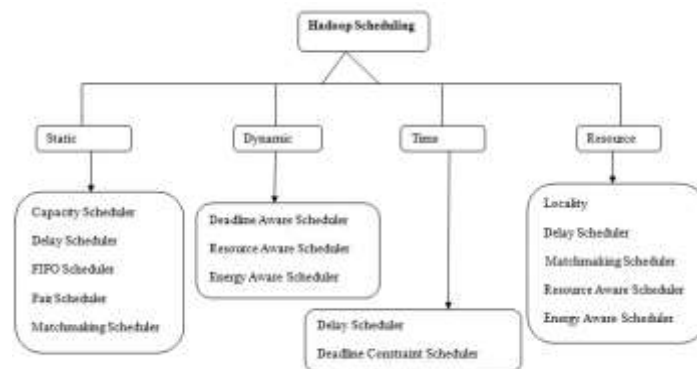 Hadoop Scheduling
Static
Dynamic
Time
Resource
Capacity Scheduler
Delay Scheduler
FIFO Scheduler
Fair Scheduler
Matchmaking Scheduler
Deadline Aware Scheduler
Resource Aware Scheduler
Energy Aware Scheduler
Delay Scheduler
Deadline Constraint Scheduler
Locality
Delay Scheduler
Matchmaking Scheduler
Resource Aware Scheduler
Energy Aware Scheduler